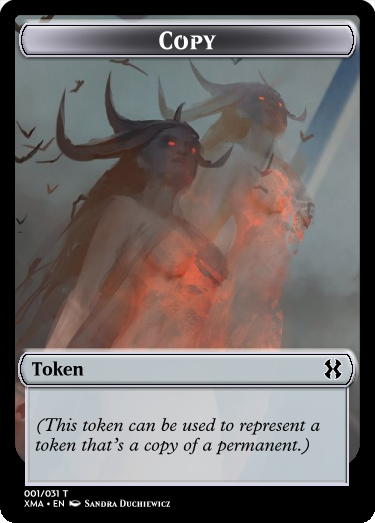 Copy
Token
(This token can be used to represent a
token that's a copy of a permanent.)
001/031 T
XMA • EN Sandra Duchiewicz